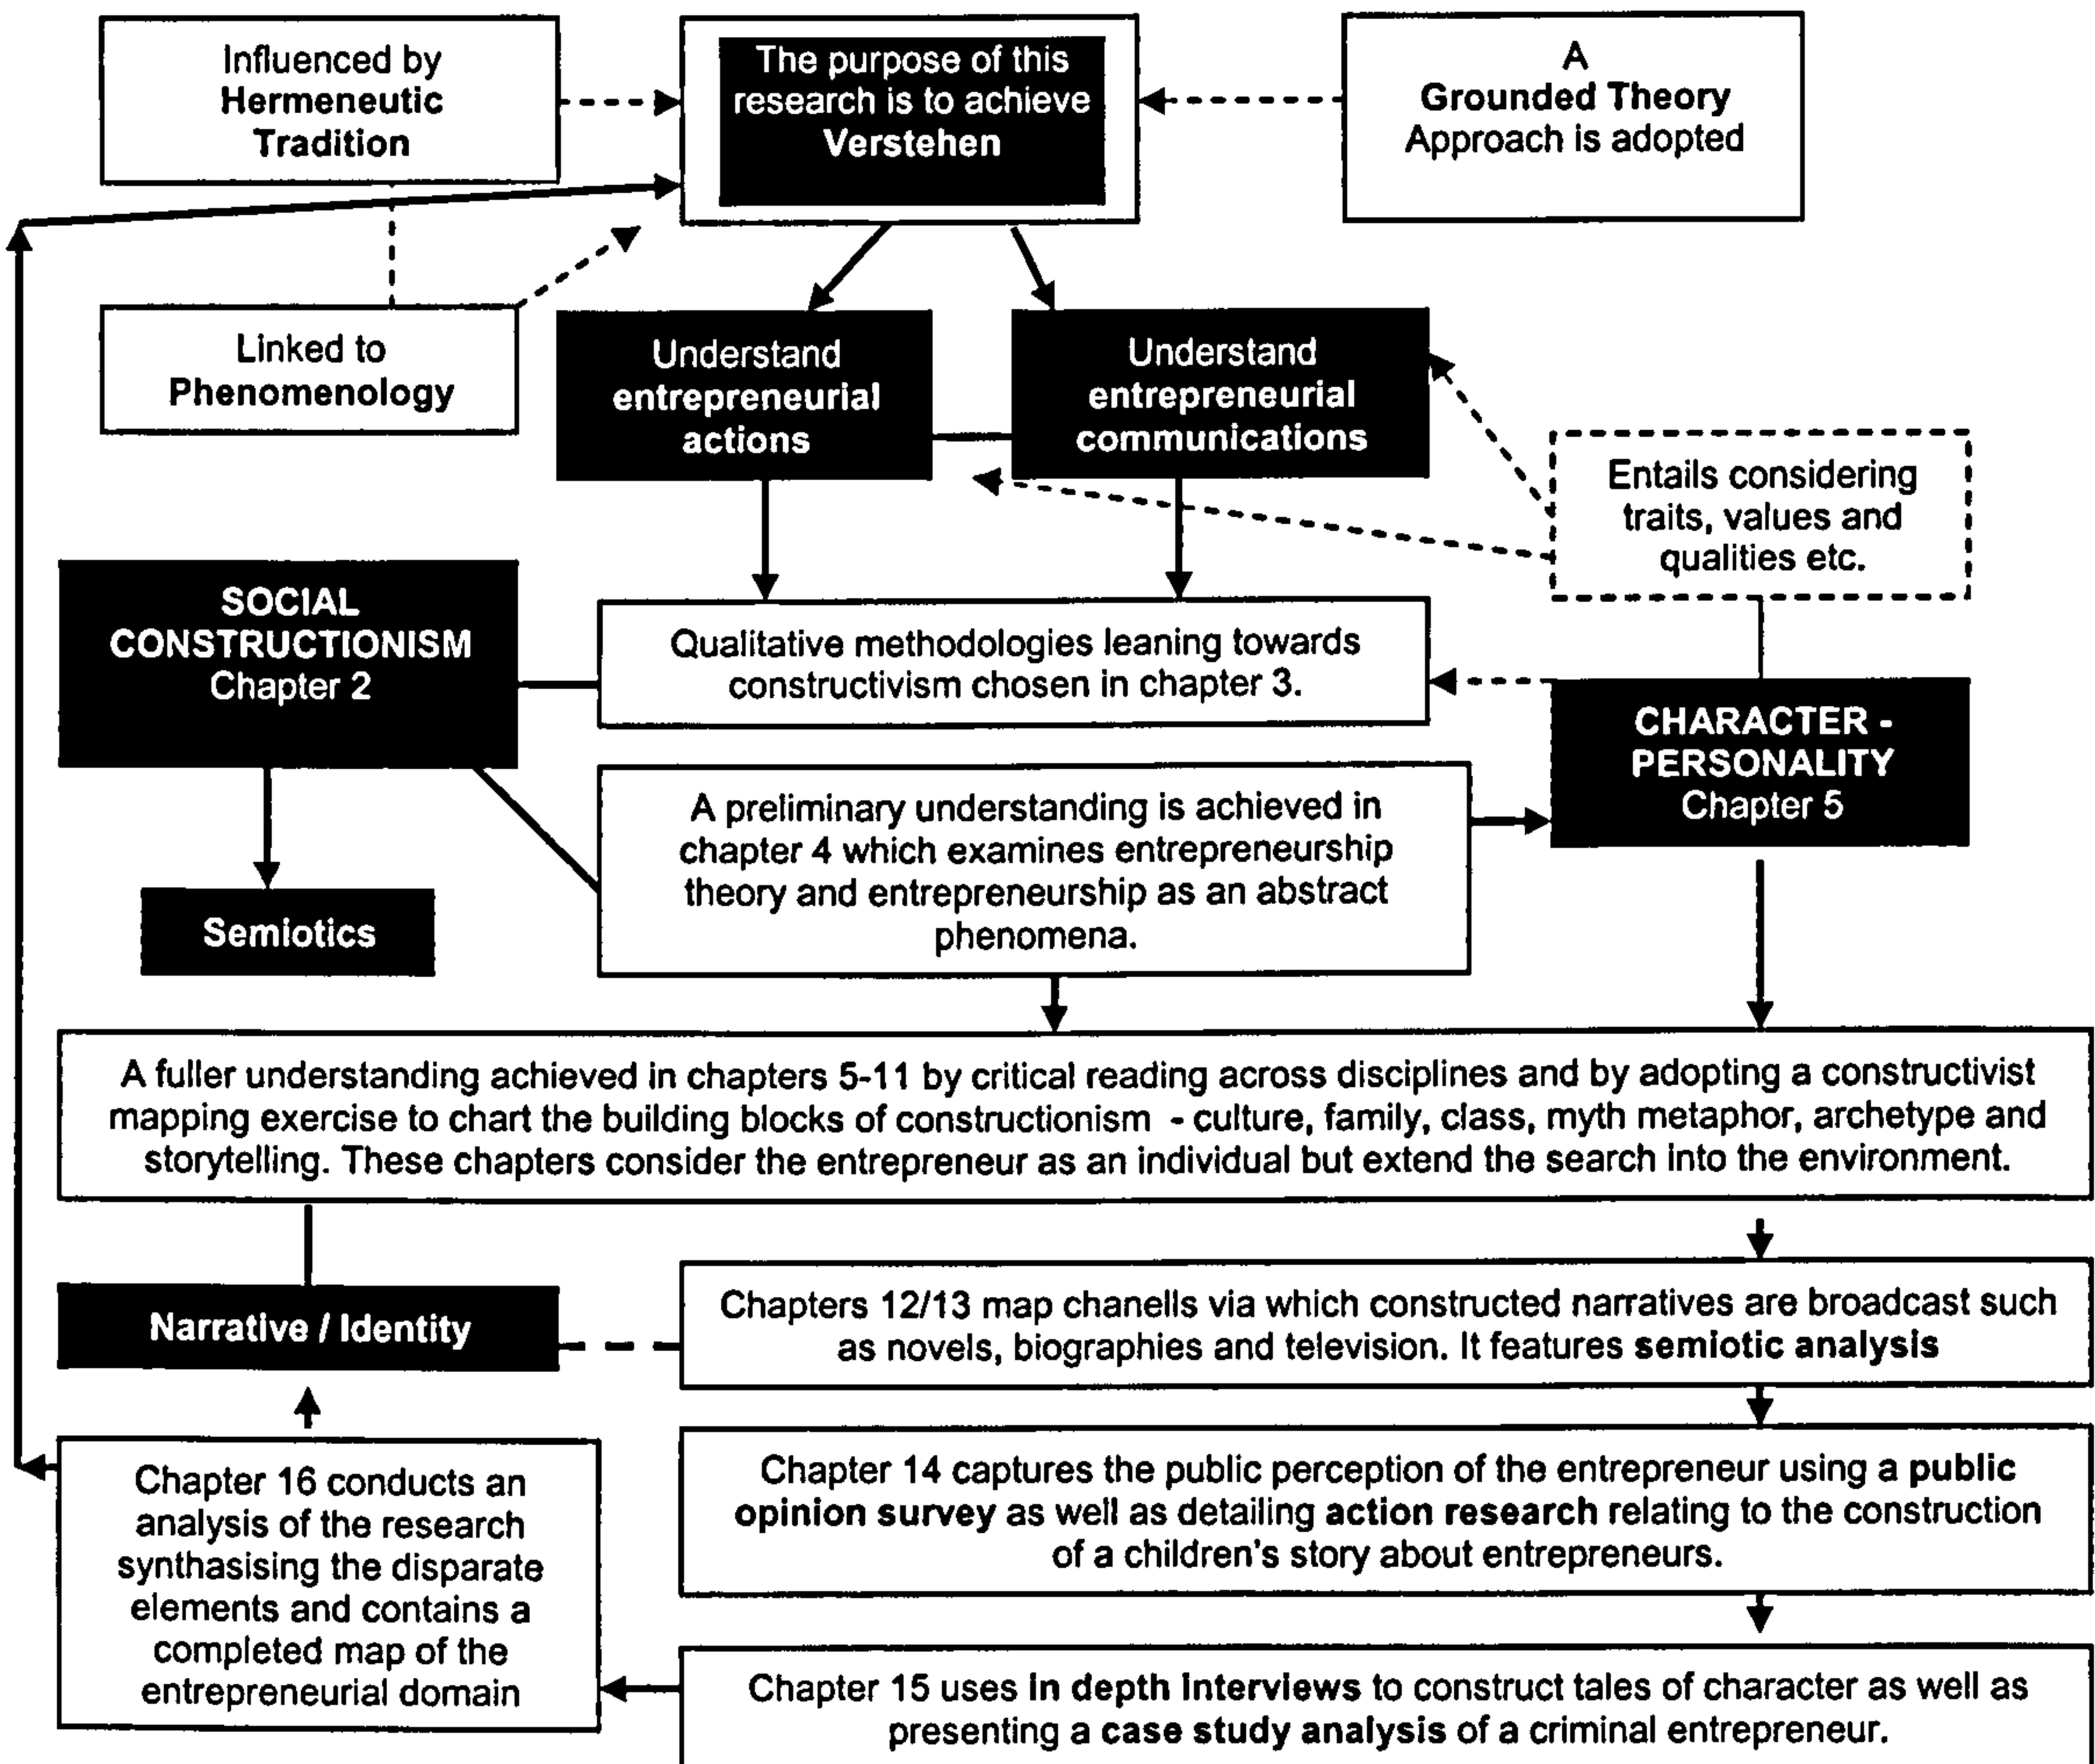 Influenced by
Hermeneutic
Tradition
The purpose of this
research is to achieve
Verstehen
A
Grounded Theory
Approach is adopted
Linked to
Phenomenology
Understand
entrepreneurial
actions
Understand
entrepreneurial
communications
Entails considering
traits, values and
qualities etc.
SOCIAL
CONSTRUCTIONISM
Chapter 2
Qualitative methodologies leaning towards
constructivism chosen in chapter 3.
CHARACTER -
PERSONALITY
Chapter 5
A preliminary understanding is achieved in
chapter 4 which examines entrepreneurship
theory and entrepreneurship as an abstract
phenomena.
Semiotics
A fuller understanding achieved in chapters 5-11 by critical reading across disciplines and by adopting a constructivist
mapping exercise to chart the building blocks of constructionism - culture, family, class, myth metaphor, archetype and
storytelling. These chapters consider the entrepreneur as an individual but extend the search into the environment.
Narrative / Identity
Chapters 12/13 map chanells via which constructed narratives are broadcast such
as novels, biographies and television. It features semiotic analysis
Chapter 14 captures the public perception of the entrepreneur using a public
opinion survey as well as detailing action research relating to the construction
of a children's story about entrepreneurs.
Chapter 16 conducts an
analysis of the research
synthasising the disparate
elements and contains a
completed map of the
entrepreneurial domain
Chapter 15 uses in depth interviews to construct tales of character as well as
presenting a case study analysis of a criminal entrepreneur.